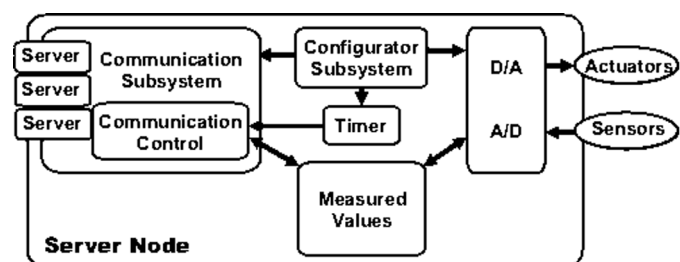 Server
Server
Server
Communication
Subsystem
Communication
Control
Configurator
Subsystem
Timer
Measured
Values
D/A
A/D
Actuators
Sensors
Server Node